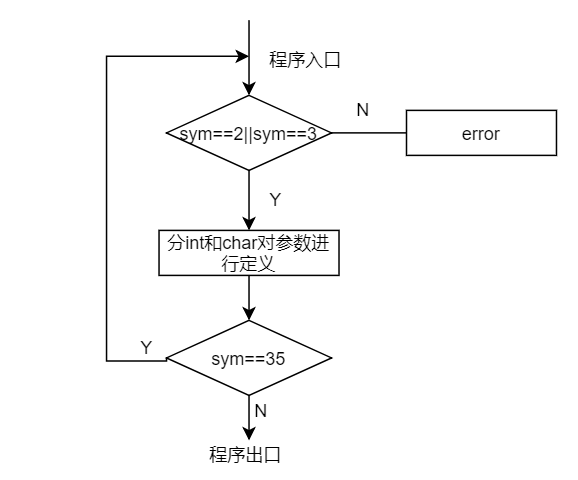 程序入口
N
sym==2||sym==3
error
Y
分int和char对参数进
行定义
Y
sym==35
N
程序出口